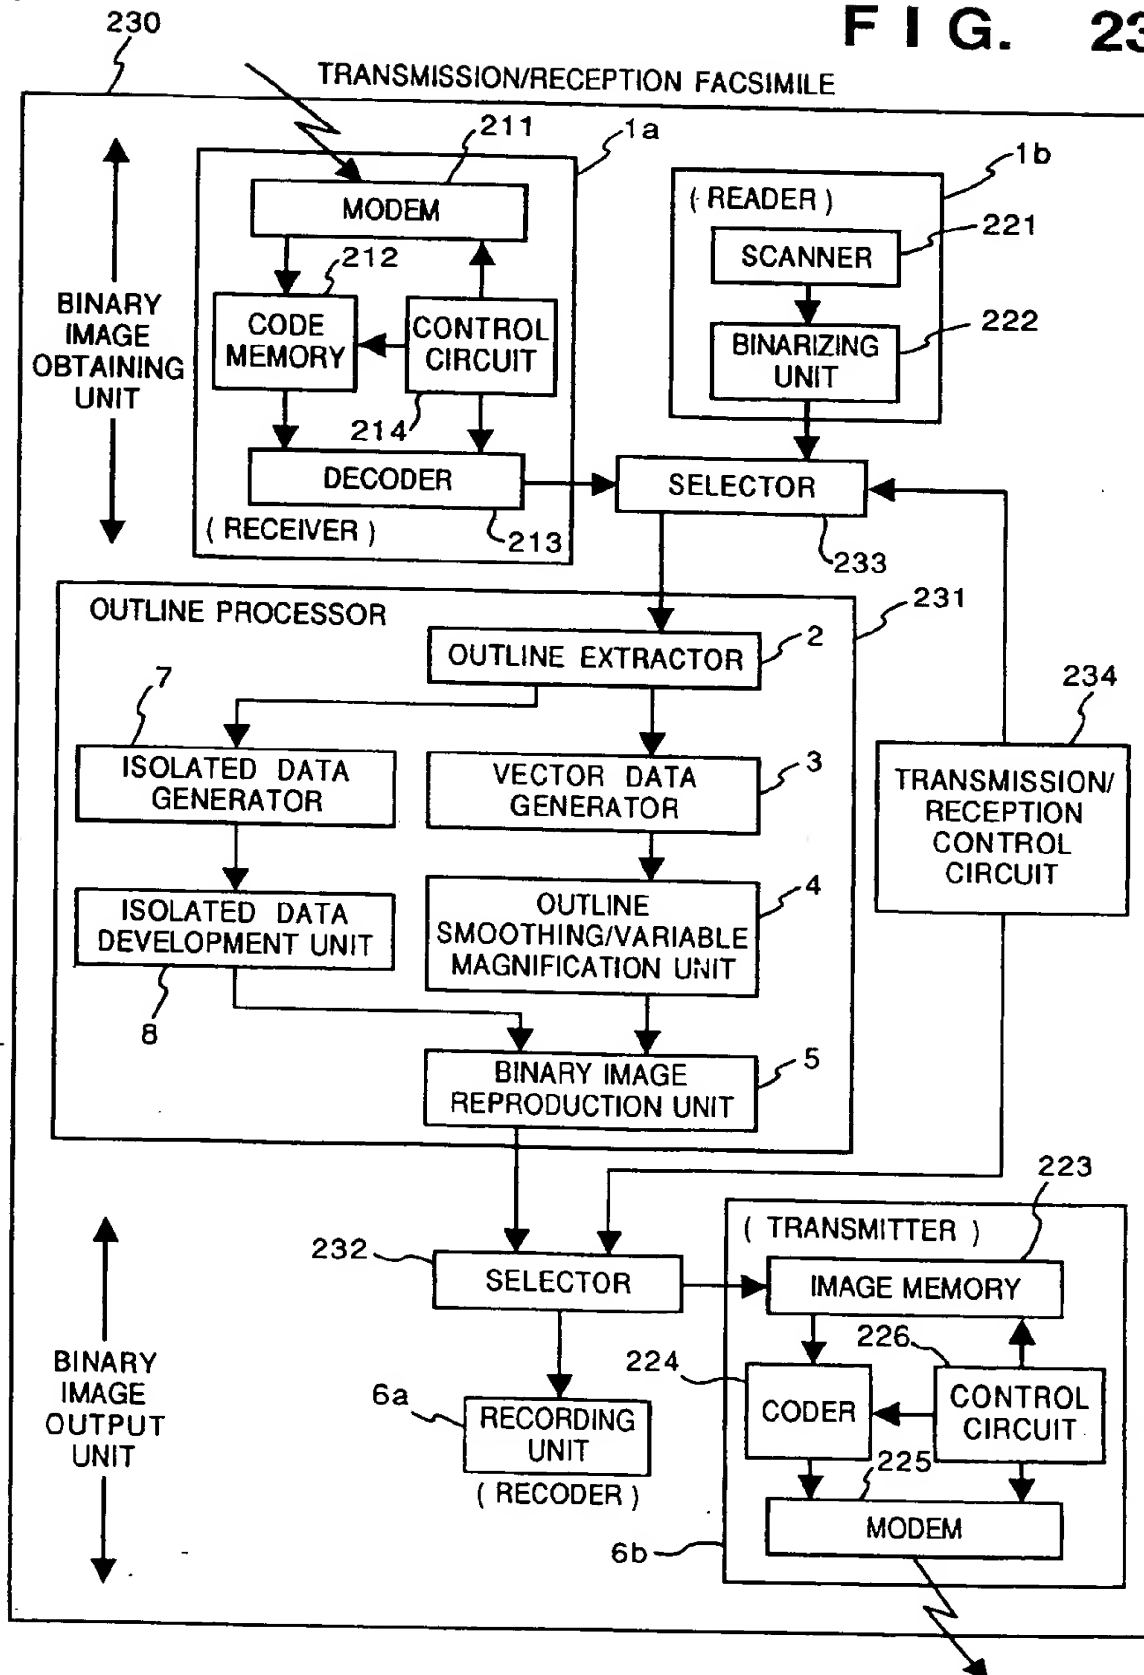 FIG. 23
230
TRANSMISSION/RECEPTION FACSIMILE
211
1a
1b
MODEM
( READER )
221
SCANNER
212
BINARY
IMAGE
OBTAINING
UNIT
CODE
MEMORY
CONTROL
CIRCUIT
222
BINARIZING
UNIT
214
DECODER
SELECTOR
( RECEIVER )
213
233
231
OUTLINE PROCESSOR
2
OUTLINE EXTRACTOR
7
234
ISOLATED DATA
GENERATOR
VECTOR DATA
GENERATOR
3
TRANSMISSION/
RECEPTION
CONTROL
CIRCUIT
ISOLATED DATA
DEVELOPMENT UNIT
OUTLINE
SMOOTHING/VARIABLE
MAGNIFICATION UNIT
4
8
BINARY IMAGE
REPRODUCTION UNIT
5
223
( TRANSMITTER )
232
SELECTOR
IMAGE MEMORY
BINARY
IMAGE
OUTPUT
UNIT
226
224
6a
RECORDING
UNIT
CODER
CONTROL
CIRCUIT
( RECODER )
225
MODEM
6b